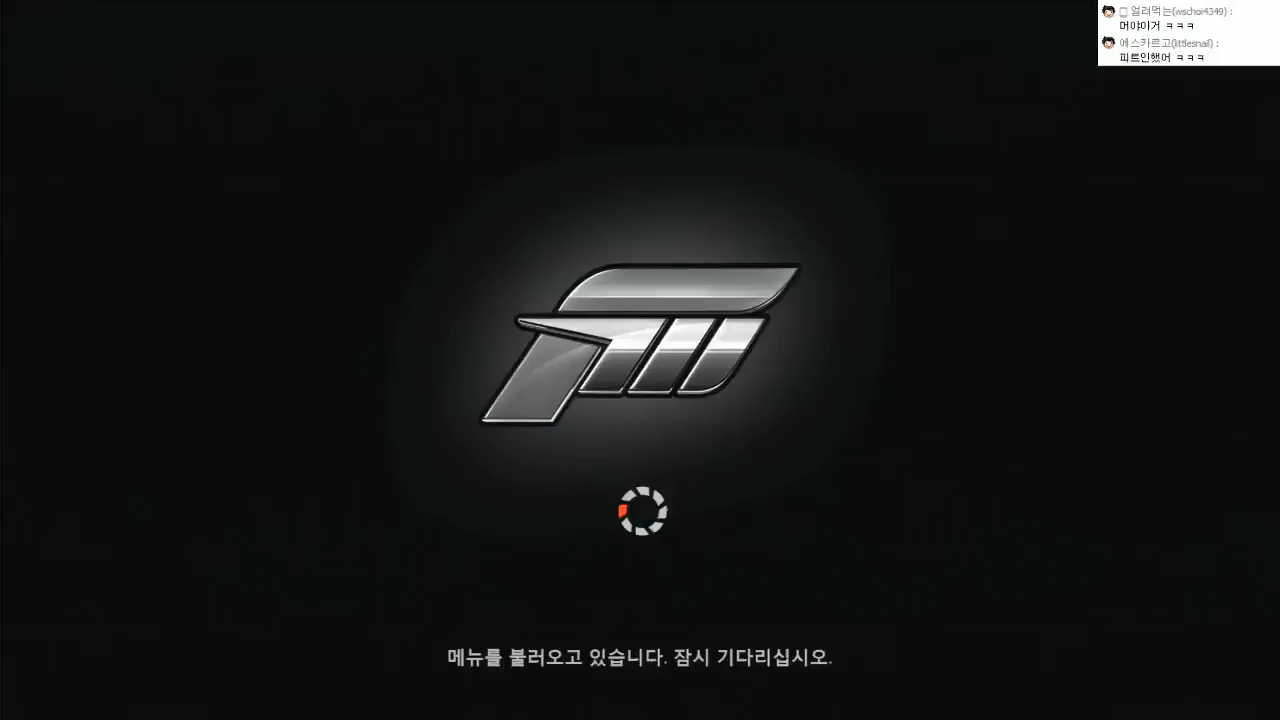 얼려먹는(wschoi4349) :
머야이거 ㅋㅋㅋ
에스카르고(littlesnail) :
피트인했어 ㅋㅋㅋ
메뉴를 불러오고 있습니다. 잠시 기다리십시오.